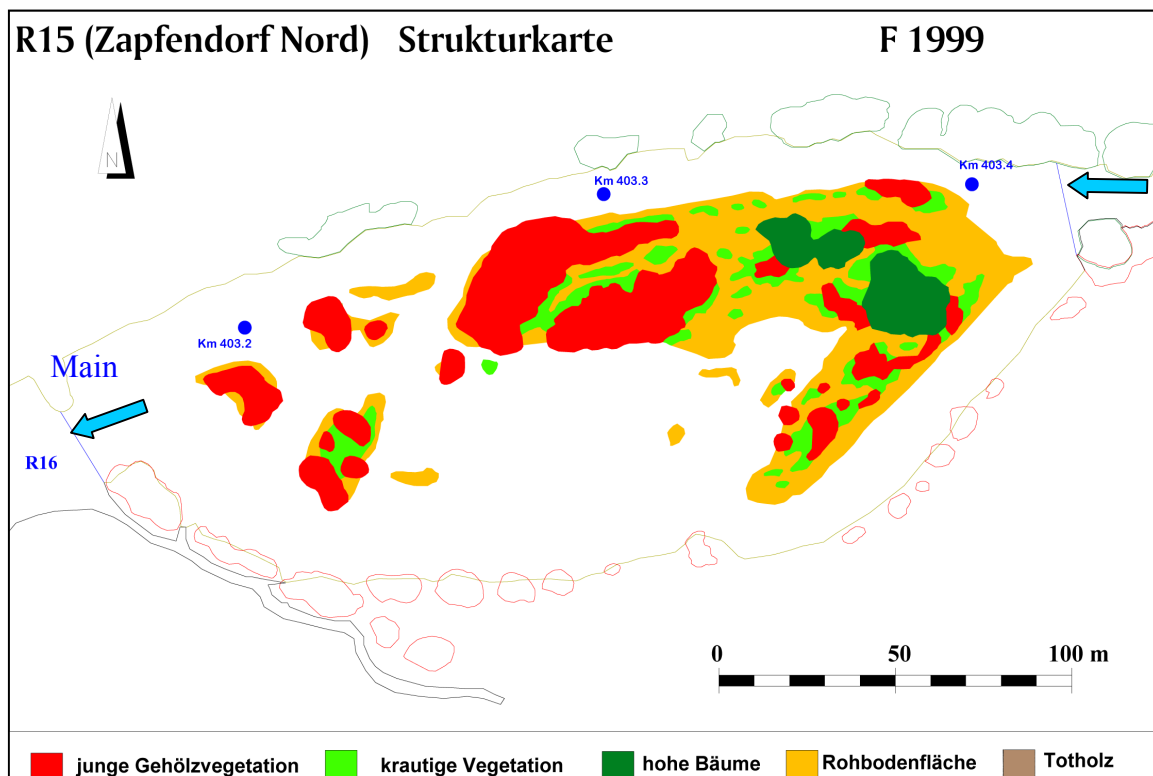 R15 (Zapfendorf Nord) Strukturkarte F 1999
N
Km 403.3
Km 403.4
Km 403.2
Main
R16
0 50 100 m
junge Gehölzvegetation krautige Vegetation hohe Bäume Rohbodenfläche Totholz